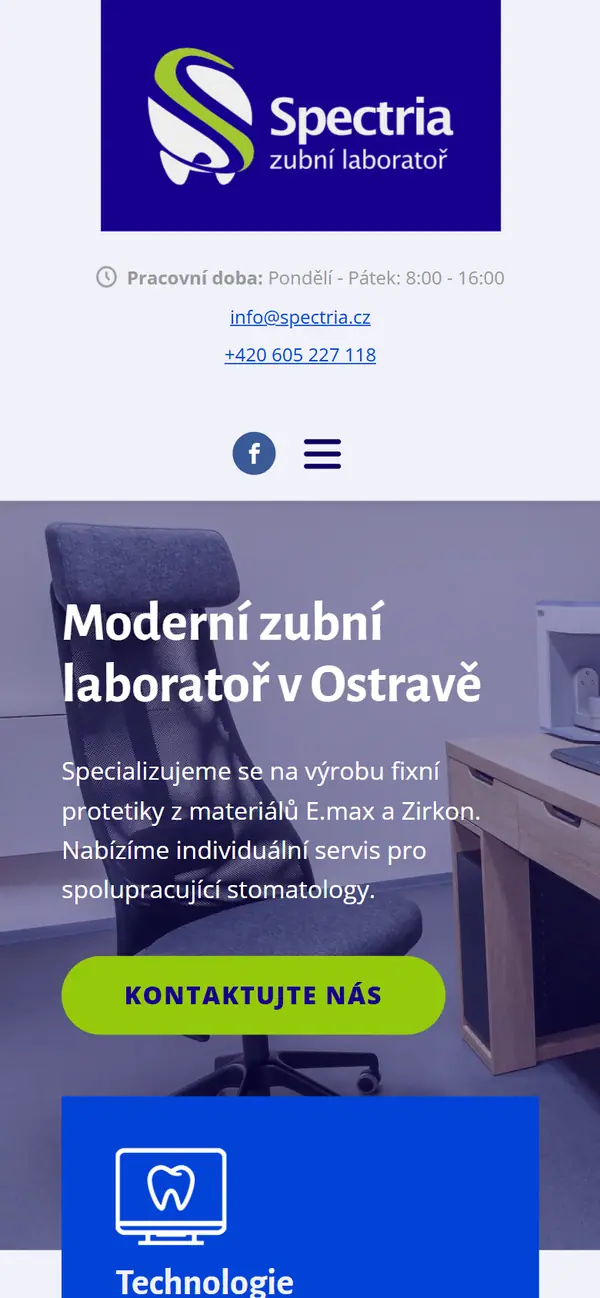 Spectria
zubní laboratoř
Pracovní doba: Pondělí - Pátek: 8:00 - 16:00
info@spectria.cz
+420 605 227 118
f
Moderní zubní
laboratoř v Ostravě
Specializujeme se na výrobu fixní
protetiky z materiálů E.max a Zirkon.
Nabízíme individuální servis pro
spolupracující stomatology.
KONTAKTUJTE NÁS
Technologie